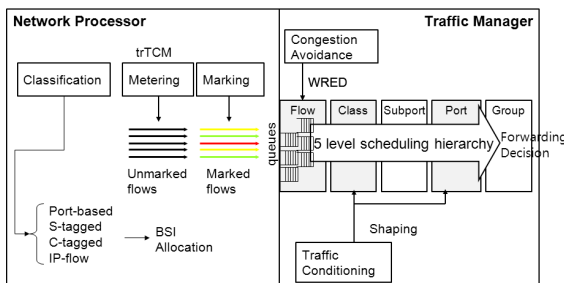 Network Processor
Traffic Manager
Congestion
Avoidance
trTCM
Classification
Metering
Marking
WRED
Flow
Class
Subport
Port
Group
queues
5 level scheduling hierarchy
Forwarding
Decision
Unmarked
flows
Marked
flows
Port-based
S-tagged
C-tagged
IP-flow
BSI
Allocation
Shaping
Traffic
Conditioning